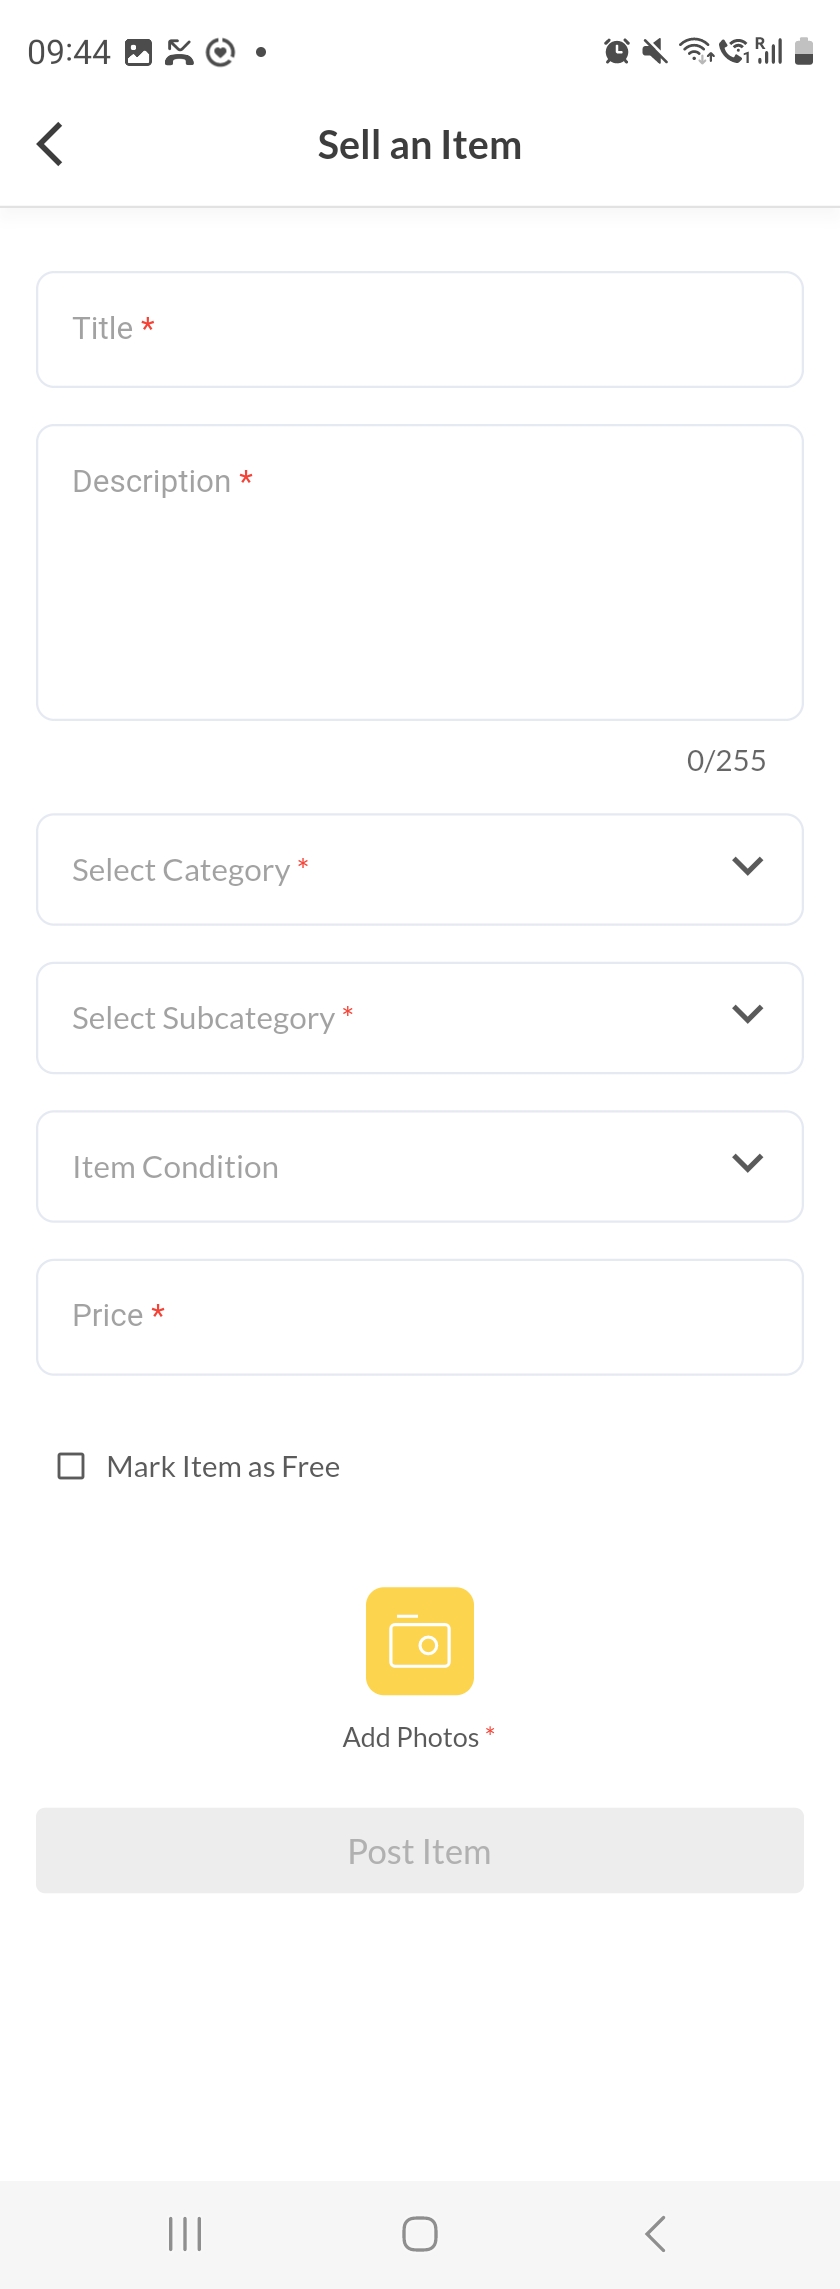 09:44
R
1
Sell an Item
Title *
Description *
0/255
Select Category *
Select Subcategory *
Item Condition
Price *
Mark Item as Free
Add Photos *
Post Item